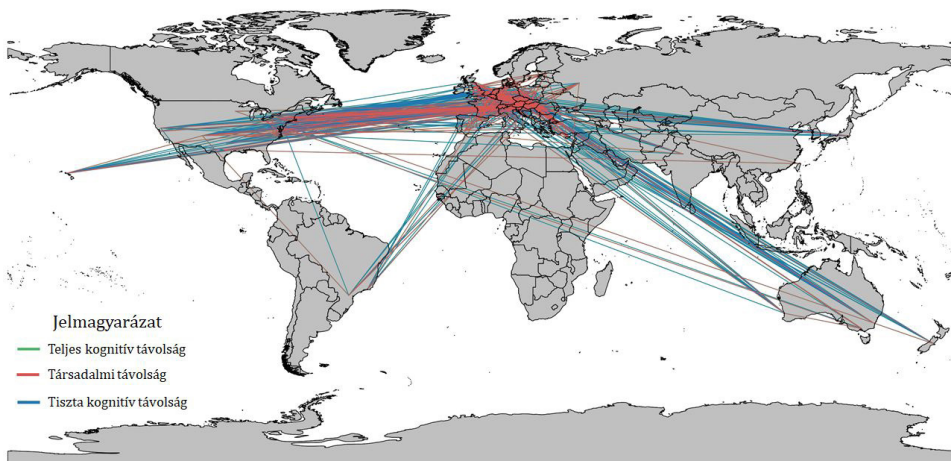 Jelmagyarázat
Teljes kognitív távolság
Társadalmi távolság
Tiszta kognitív távolság